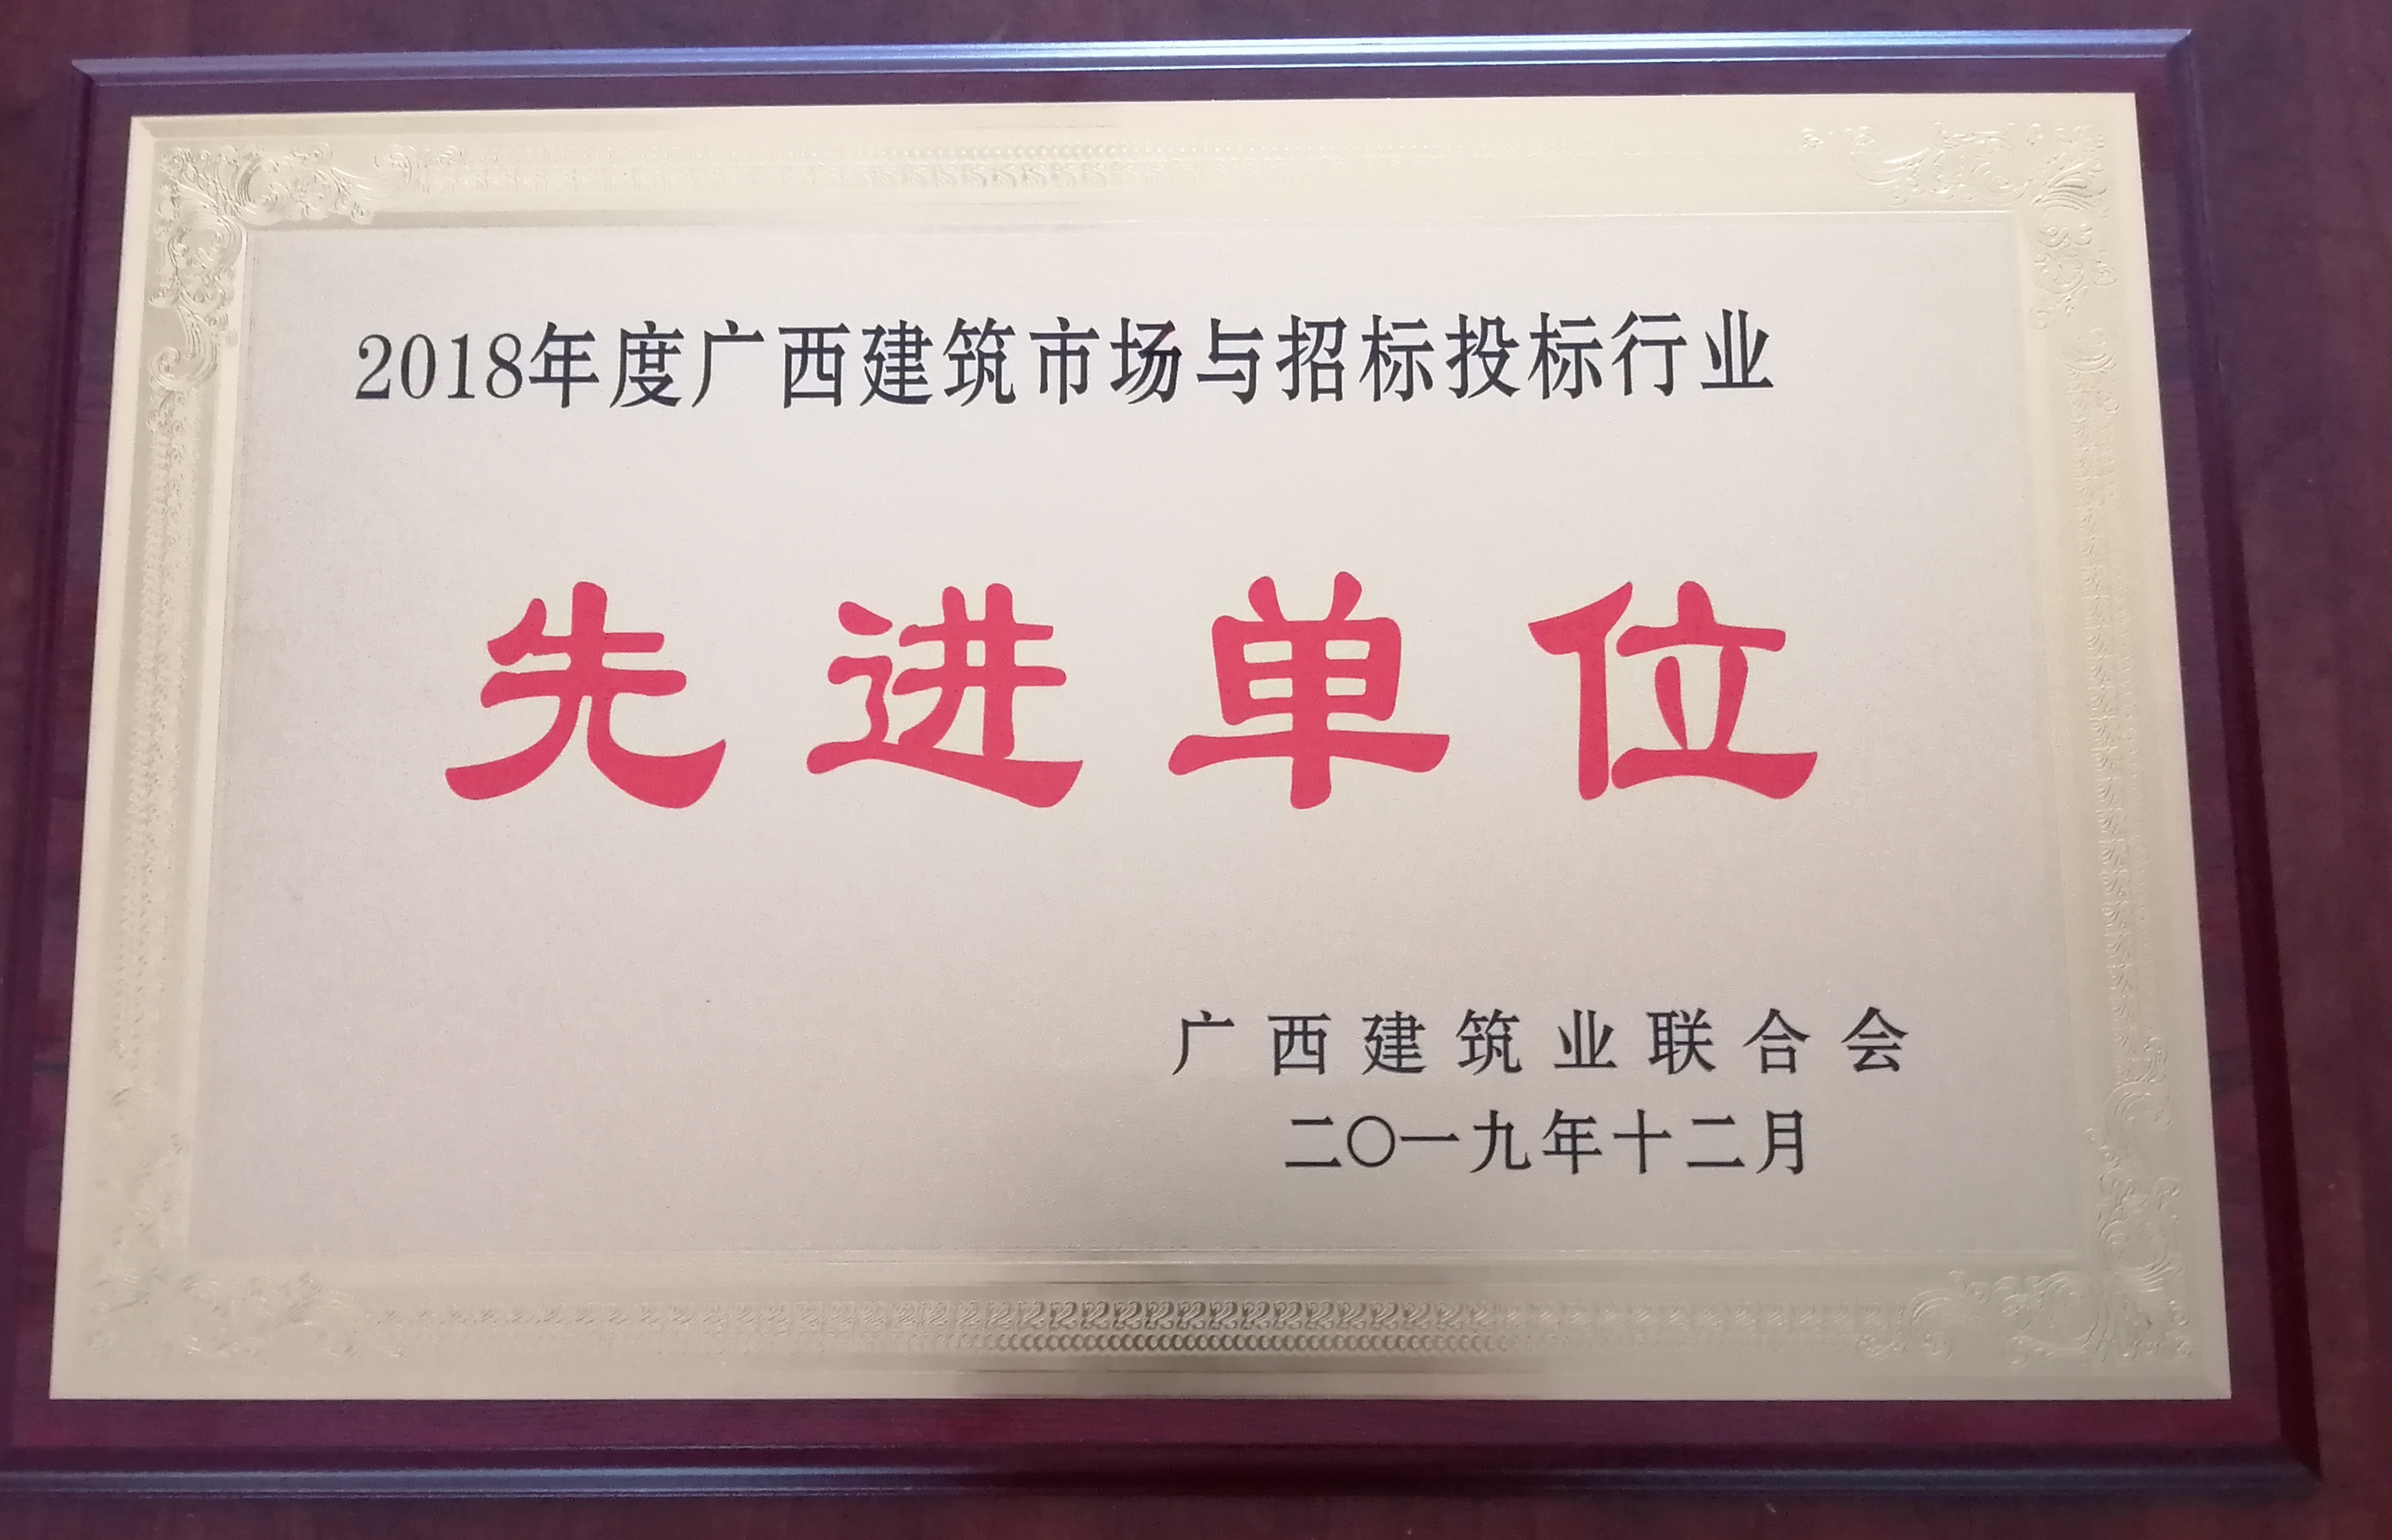 2018年度广西建筑市场与招标投标行业
先进单位
广西建筑业联合会
二〇一九年十二月